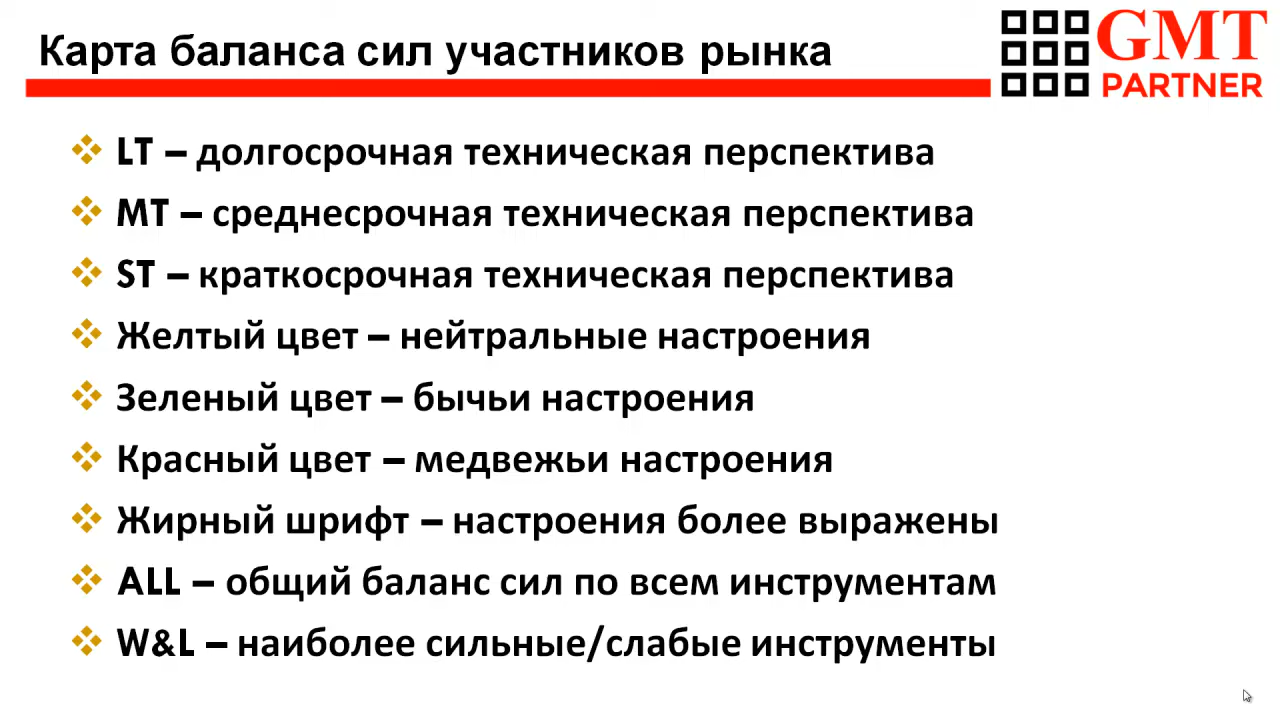 Карта баланса сил участников рынка
GMT
PARTNER
LT – долгосрочная техническая перспектива
MT – среднесрочная техническая перспектива
ST – краткосрочная техническая перспектива
Желтый цвет – нейтральные настроения
Зеленый цвет – бычьи настроения
Красный цвет – медвежьи настроения
Жирный шрифт – настроения более выражены
ALL – общий баланс сил по всем инструментам
W&L – наиболее сильные/слабые инструменты